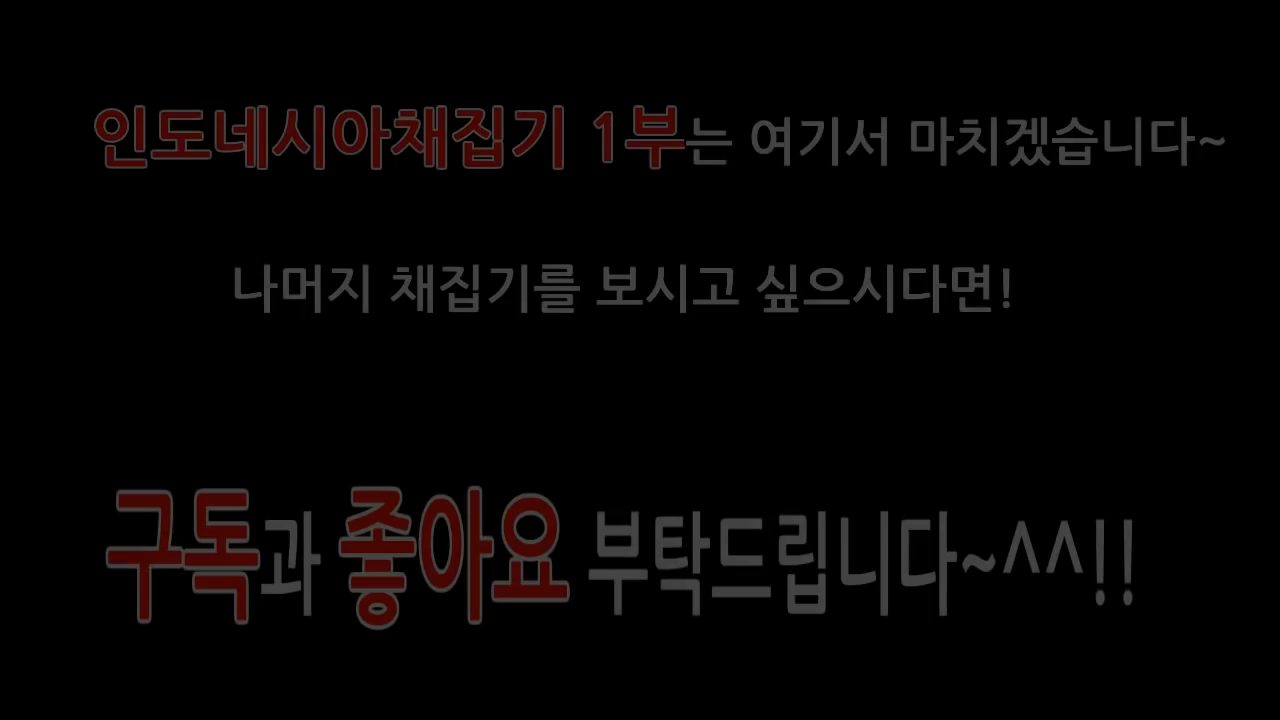 인도네시아채집기 1부는 여기서 마치겠습니다~
나머지 채집기를 보시고 싶으시다면!
구독과 좋아요 부탁드립니다~^^!!